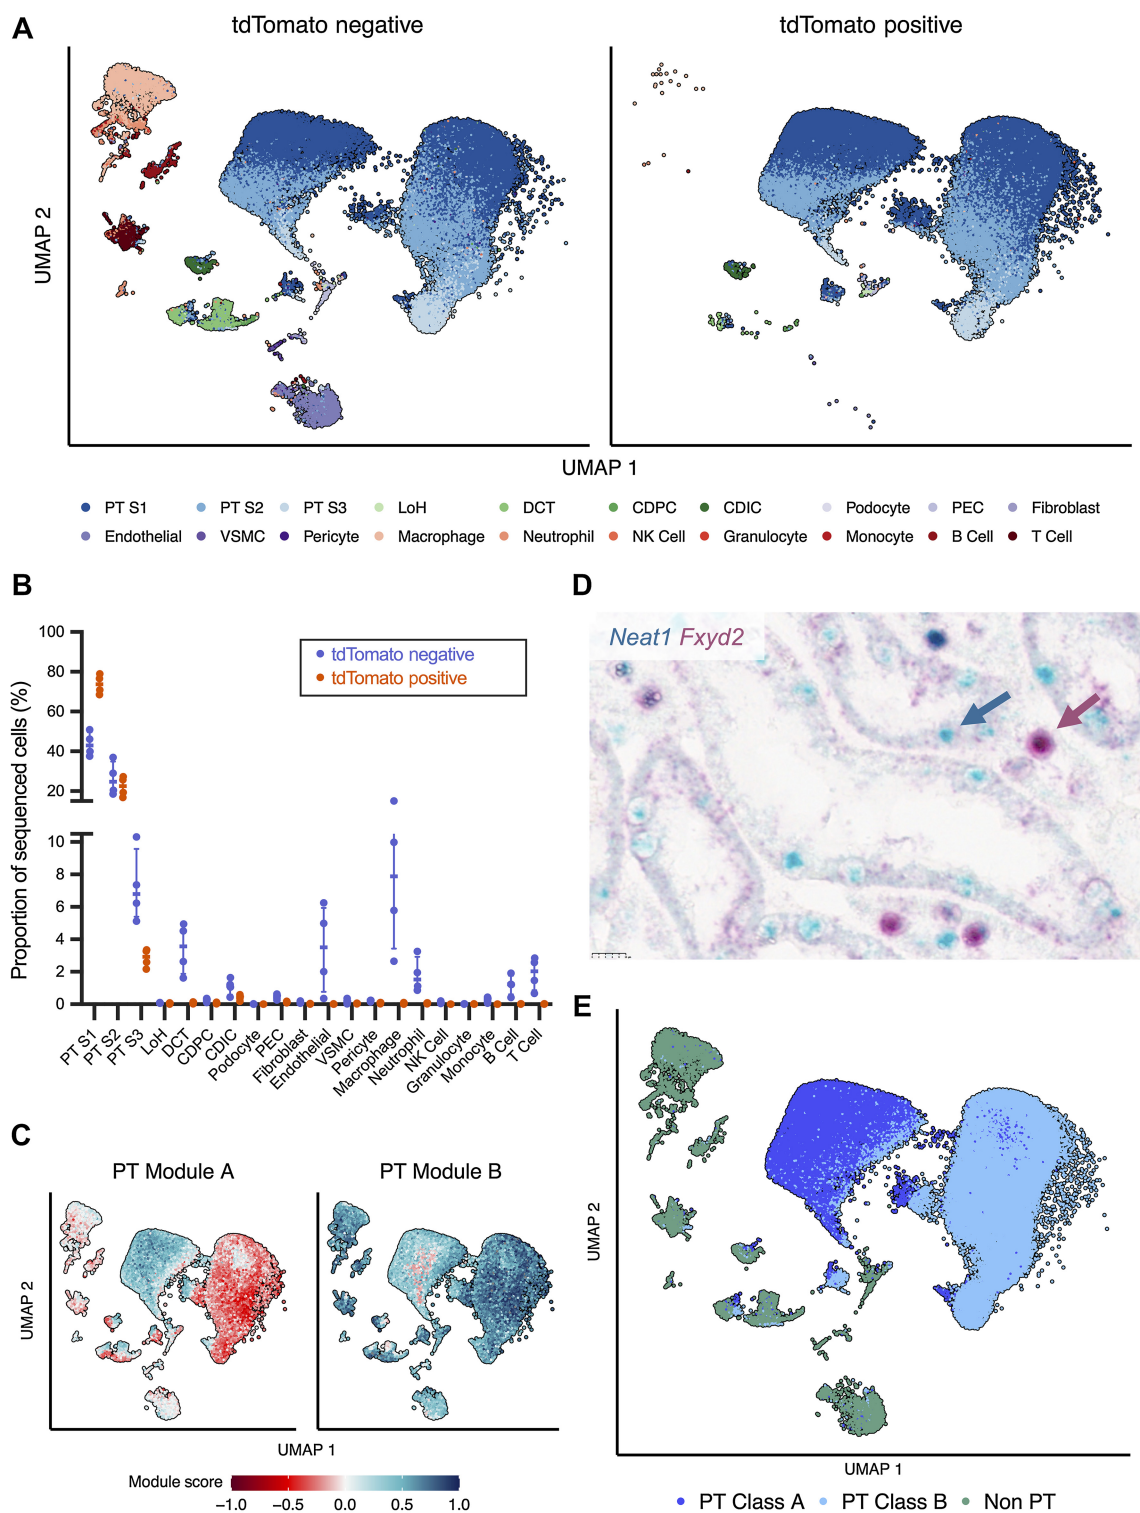 A
tdTomato negative
tdTomato positive
UMAP 2
UMAP 1
PT S1
PT S2
PT S3
LoH
DCT
CDPC
CDIC
Podocyte
PEC
Fibroblast
Endothelial
VSMC
Pericyte
Macrophage
Neutrophil
NK Cell
Granulocyte
Monocyte
B Cell
T Cell
B
Proportion of sequenced cells (%)
100
80
60
40
20
10
8
6
4
2
0
tdTomato negative
tdTomato positive
PT S1
PT S2
PT S3
LoH
DCT
CDPC
CDIC
Podocyte
PEC
Fibroblast
Endothelial
VSMC
Pericyte
Macrophage
Neutrophil
NK Cell
Granulocyte
Monocyte
B Cell
T Cell
C
PT Module A
PT Module B
UMAP 2
UMAP 1
Module score
−1.0
−0.5
0.0
0.5
1.0
D
Neat1 Fxyd2
E
UMAP 2
UMAP 1
PT Class A
PT Class B
Non PT